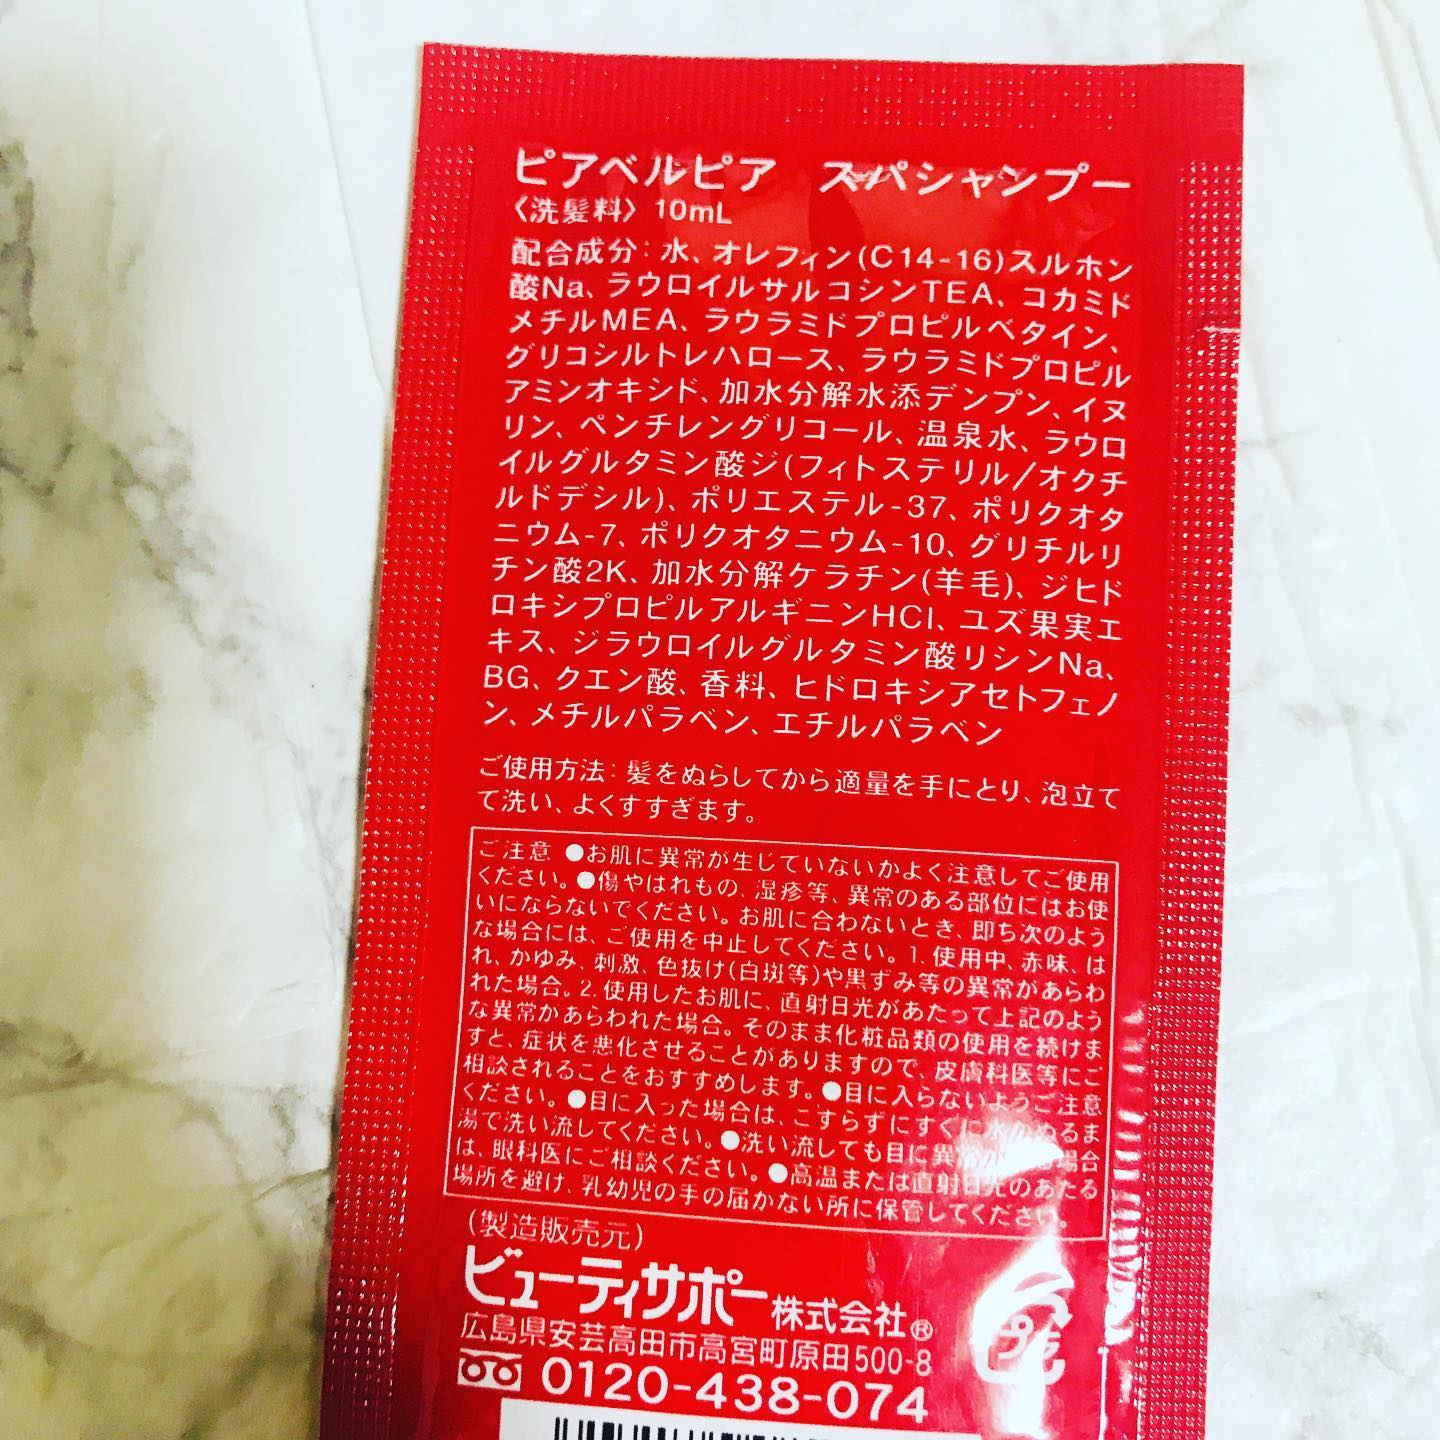 ピアベルピア　スパシャンプー
〈洗髪料〉 10mL
配合成分：水、オレフィン(C14-16)スルホン
酸Na、ラウロイルサルコシンTEA、コカミド
メチルMEA、ラウラミドプロピルベタイン、
グリコシルトレハロース、ラウラミドプロピル
アミンオキシド、加水分解水添デンプン、イヌ
リン、ペンチレングリコール、温泉水、ラウロ
イルグルタミン酸ジ(フィトステリル/オクチ
ルドデシル)、ポリエステル-37、ポリクオタ
ニウム-7、ポリクオタニウム-10、グリチルリ
チン酸2K、加水分解ケラチン(羊毛)、ジヒド
ロキシプロピルアルギニンHCl、ユズ果実エ
キス、ジラウロイルグルタミン酸リシンNa、
BG、クエン酸、香料、ヒドロキシアセトフェノ
ン、メチルパラベン、エチルパラベン
ご使用方法：髪をぬらしてから適量を手にとり、泡立て
て洗い、よくすすぎます。
ご注意 ●お肌に異常が生じていないかよく注意してご使用
ください。●傷やはれもの、湿疹等、異常のある部位にはお使
いにならないでください。お肌に合わないとき、即ち次のよう
な場合には、ご使用を中止してください。1. 使用中、赤味、は
れ、かゆみ、刺激、色抜け(白斑等)や黒ずみ等の異常があらわ
れた場合。2. 使用したお肌に、直射日光があたって上記のよう
な異常があらわれた場合。そのまま化粧品類の使用を続けま
すと、症状を悪化させることがありますので、皮膚科医等にご
相談されることをおすすめします。●目に入らないようご注意
ください。●目に入った場合は、こすらずにすぐに水かぬるま
湯で洗い流してください。●洗い流しても目に異常が 場合
は、眼科医にご相談ください。●高温または直射日光のあたる
場所を避け、乳幼児の手の届かない所に保管してください。
(製造販売元)
ビューティサポー株式会社®
広島県安芸高田市高宮町原田500-8
0120-438-074
プラ